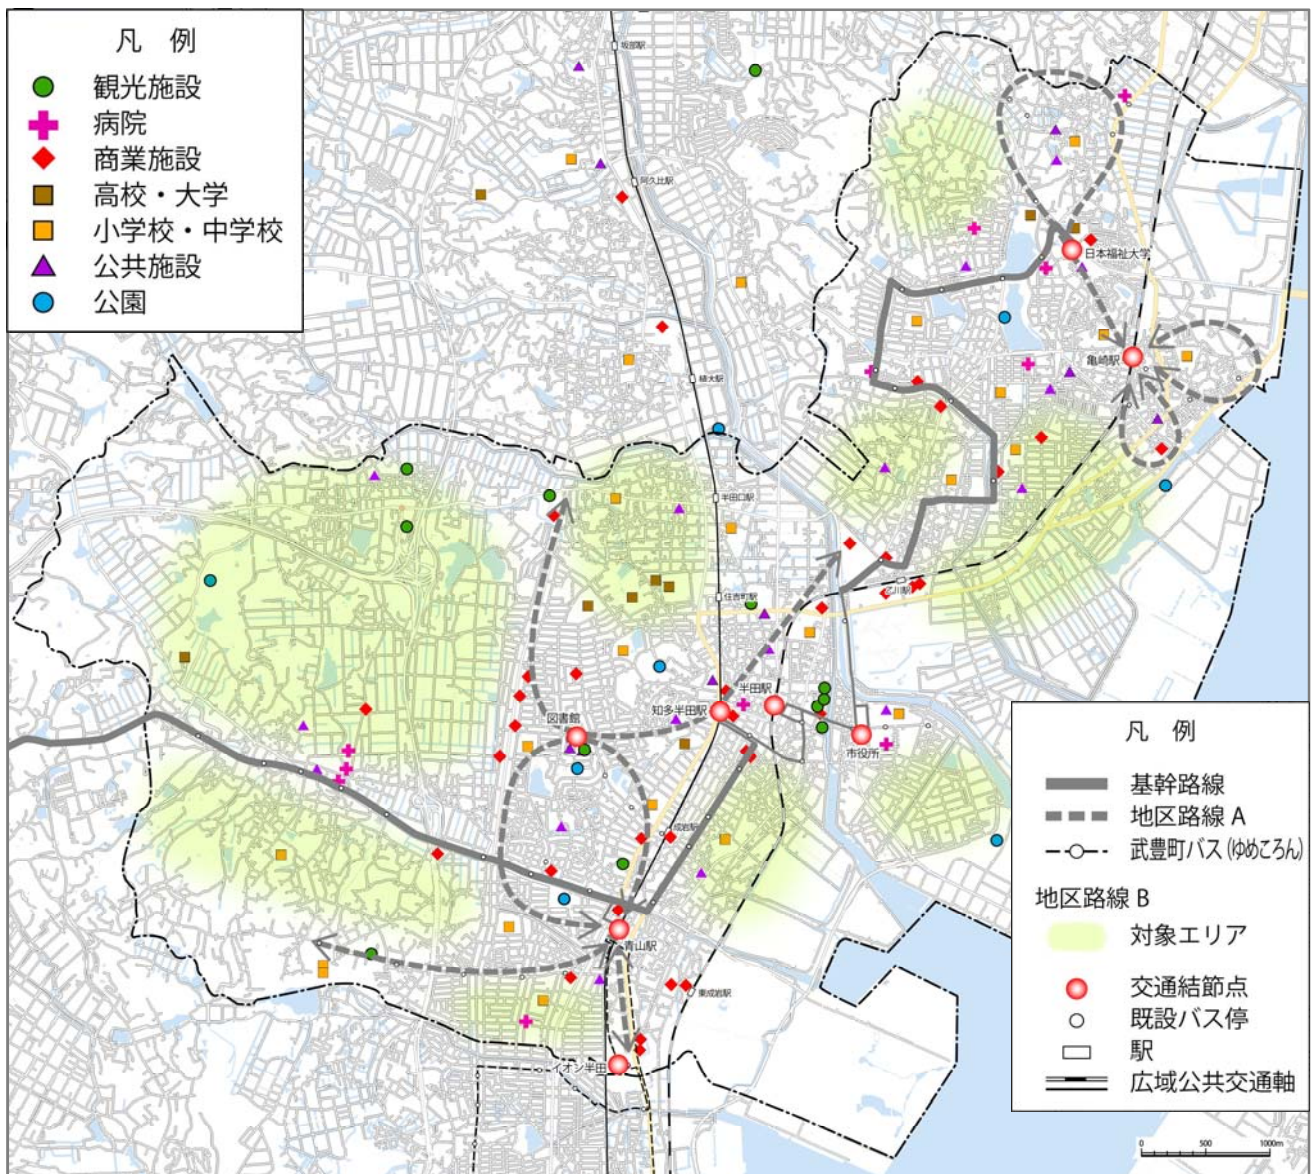 凡 例
観光施設
病院
商業施設
高校・大学
小学校・中学校
公共施設
公園
坂部駅
阿久比駅
植大駅
半田口駅
住吉町駅
日本福祉大学
亀崎駅
乙川駅
知多半田駅
半田駅
図書館
市役所
成岩駅
青山駅
東成岩駅
イオン半田
凡 例
基幹路線
地区路線 A
武豊町バス(ゆめころん)
地区路線 B
対象エリア
交通結節点
既設バス停
駅
広域公共交通軸
0 500 1000m